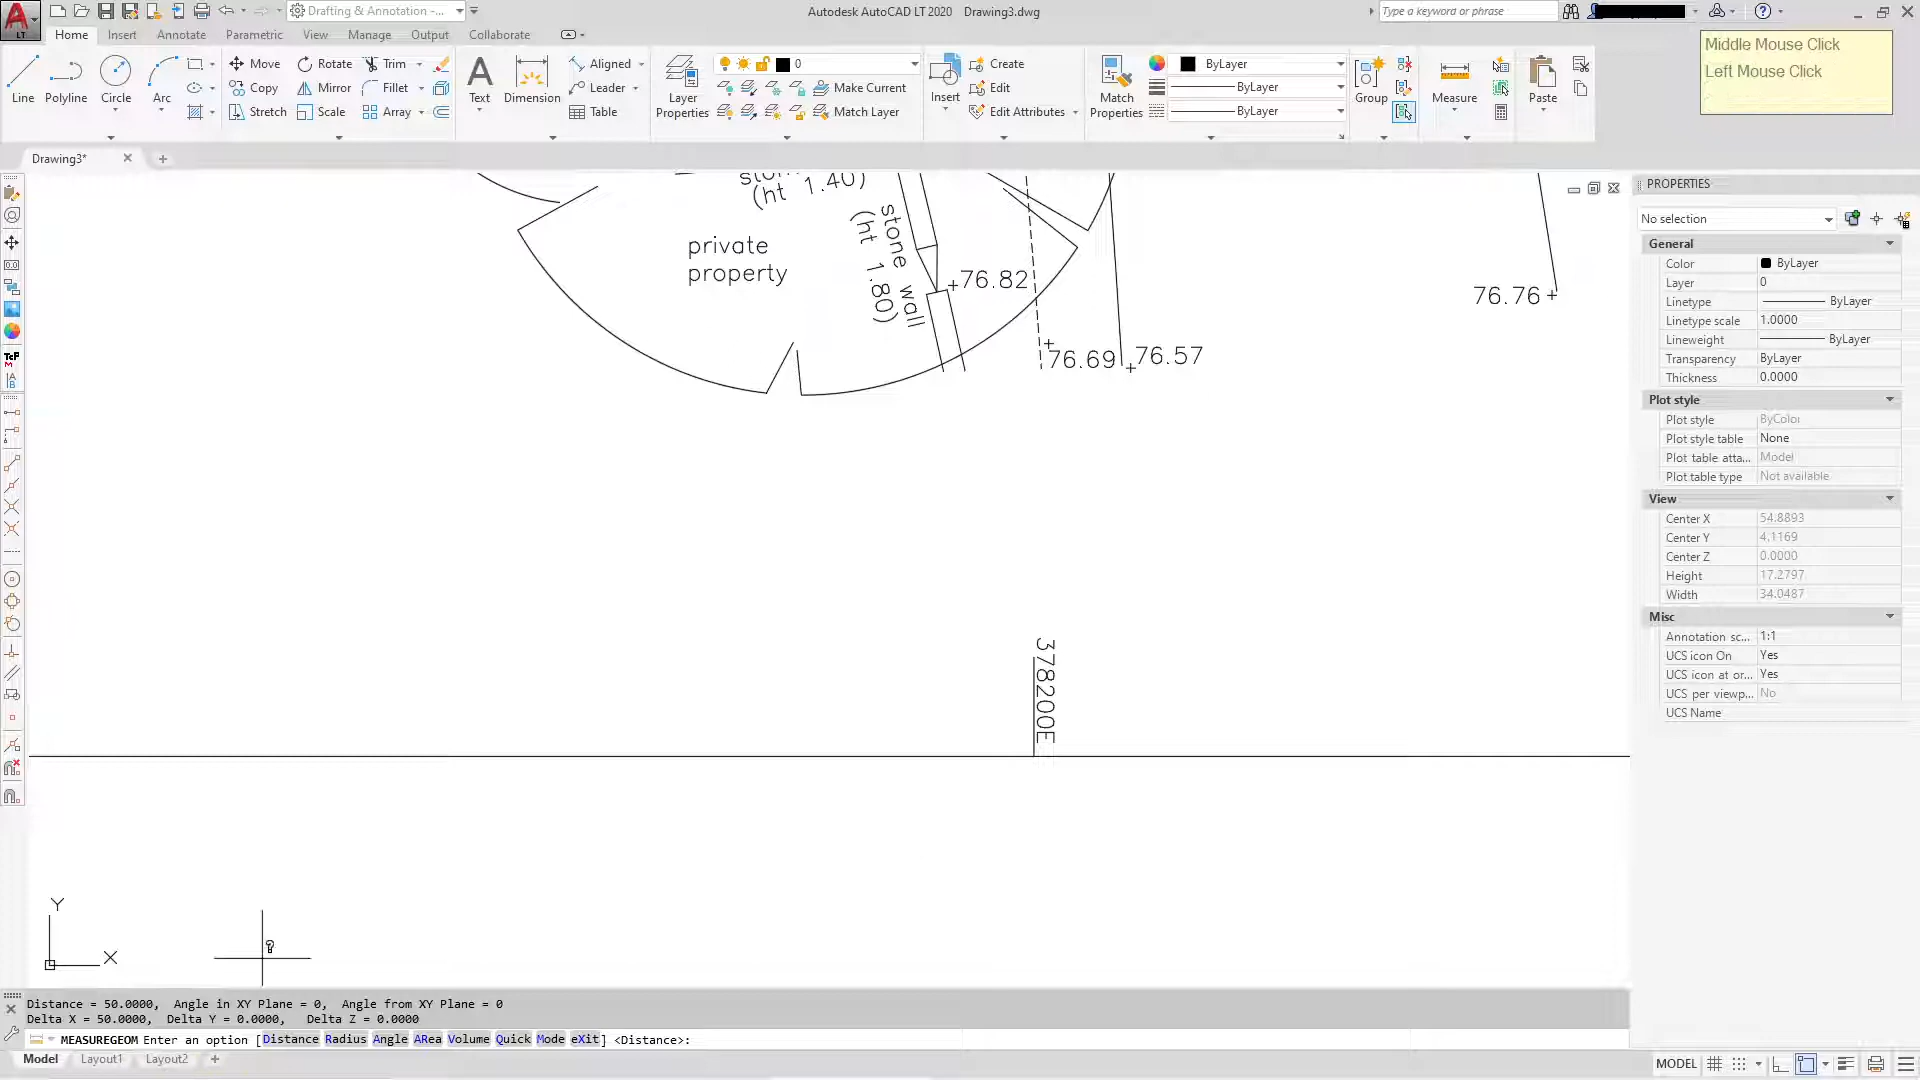 LT
Drafting & Annotation -...
Autodesk AutoCAD LT 2020 Drawing3.dwg
Type a keyword or phrase
Home Insert Annotate Parametric View Manage Output Collaborate
Middle Mouse Click
Left Mouse Click
Line Polyline Circle Arc
Move Rotate Trim
Copy Mirror Fillet
Stretch Scale Array
Text Dimension
Aligned
Leader
Table
Layer Properties
0
Make Current
Match Layer
Insert
Create
Edit
Edit Attributes
Match Properties
ByLayer
ByLayer
ByLayer
Group
Measure
Paste
Drawing3*
(ht 1.40)
private
property
stone wall
(ht 1.80)
+76.82
76.69
76.57
76.76
378200E
Y
X
PROPERTIES
No selection
General
Color ByLayer
Layer 0
Linetype ByLayer
Linetype scale 1.0000
Lineweight ByLayer
Transparency ByLayer
Thickness 0.0000
Plot style
Plot style ByColor
Plot style table None
Plot table atta... Model
Plot table type Not available
View
Center X 54.8893
Center Y 4.1169
Center Z 0.0000
Height 17.2797
Width 34.0487
Misc
Annotation sc... 1:1
UCS icon On Yes
UCS icon at or... Yes
UCS per viewp... No
UCS Name
Distance = 50.0000, Angle in XY Plane = 0, Angle from XY Plane = 0
Delta X = 50.0000, Delta Y = 0.0000, Delta Z = 0.0000
MEASUREGEOM Enter an option [Distance Radius Angle ARea Volume Quick Mode eXit] <Distance>:
Model Layout1 Layout2
MODEL